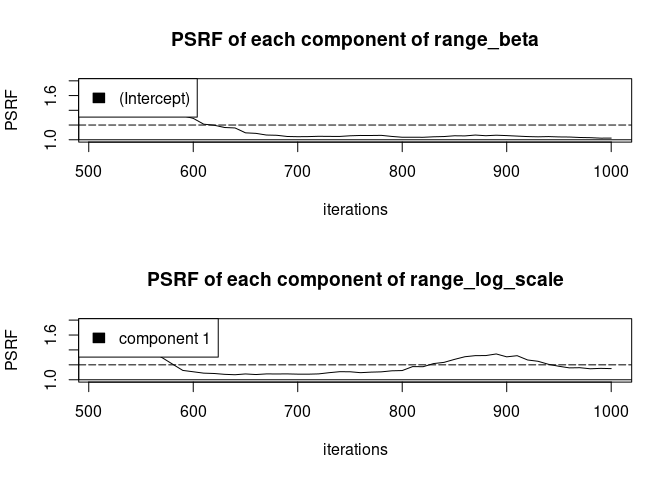 PSRF of each component of range_beta
(Intercept)
PSRF
1.6
1.0
500 600 700 800 900 1000
iterations
PSRF of each component of range_log_scale
component 1
PSRF
1.6
1.0
500 600 700 800 900 1000
iterations